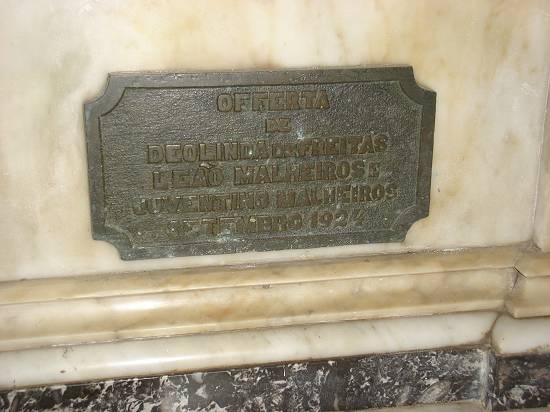 OFFERTA
DE
DEOLINDA DE FREITAS
LEÃO MALHEIROS E
JUVENTINO MALHEIROS
SETEMBRO 1924